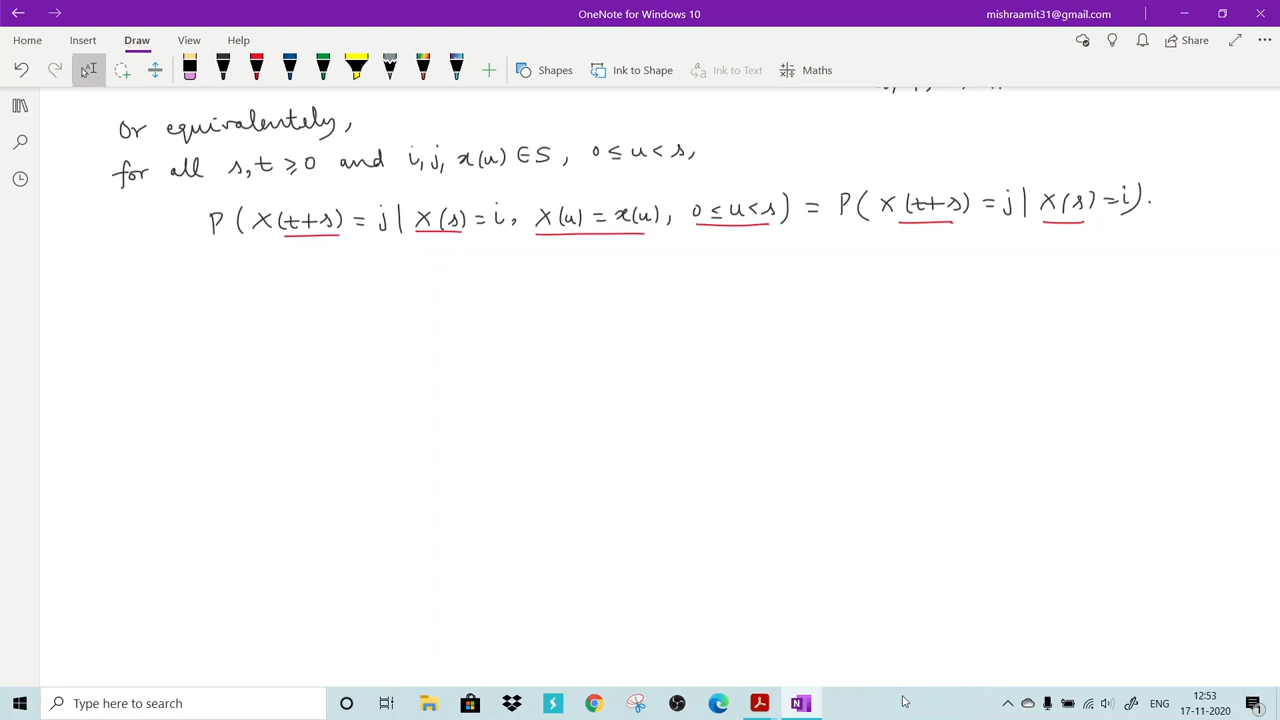 OneNote for Windows 10
mishraamit31@gmail.com
Home Insert Draw View Help
Shapes Ink to Shape Ink to Text Maths Share
Or equivalentely,
for all s, t ⩾ 0 and i, j, x(u) ∈ S, 0 ≤ u < s,
P ( X(t+s) = j | X(s) = i, X(u) = x(u), 0 ≤ u < s ) = P( X(t+s) = j | X(s) = i ).
Type here to search
ENG
12:53
17-11-2020